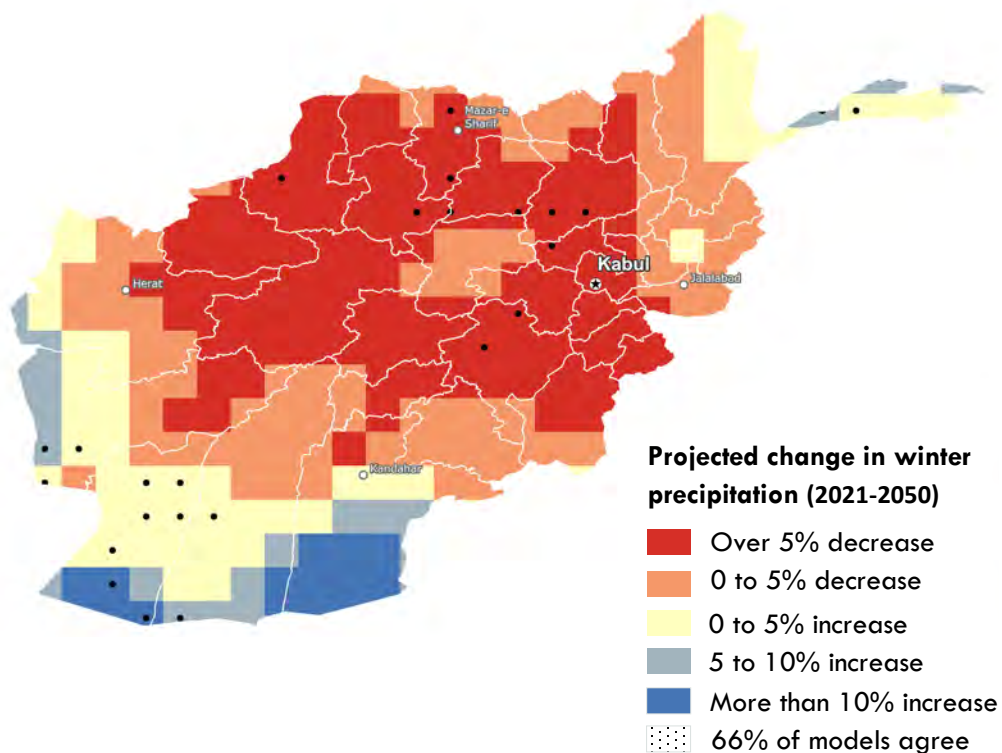 Mazar-e
Sharif
Kabul
Herat
Jalalabad
Kandahar
Projected change in winter
precipitation (2021-2050)
Over 5% decrease
0 to 5% decrease
0 to 5% increase
5 to 10% increase
More than 10% increase
66% of models agree